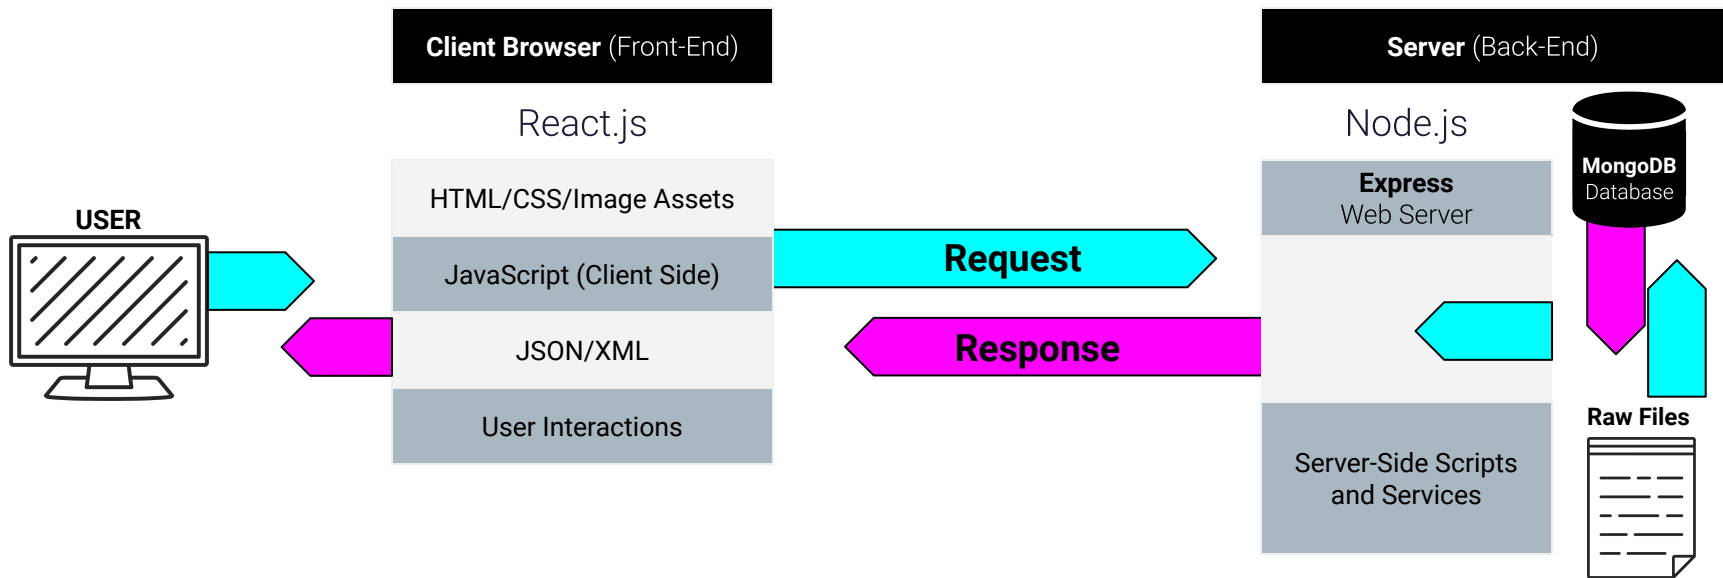 Client Browser (Front-End)
Server (Back-End)
React.js
Node.js
MongoDB
Database
HTML/CSS/Image Assets
Express
Web Server
USER
JavaScript (Client Side)
Request
JSON/XML
Response
User Interactions
Raw Files
Server-Side Scripts
and Services